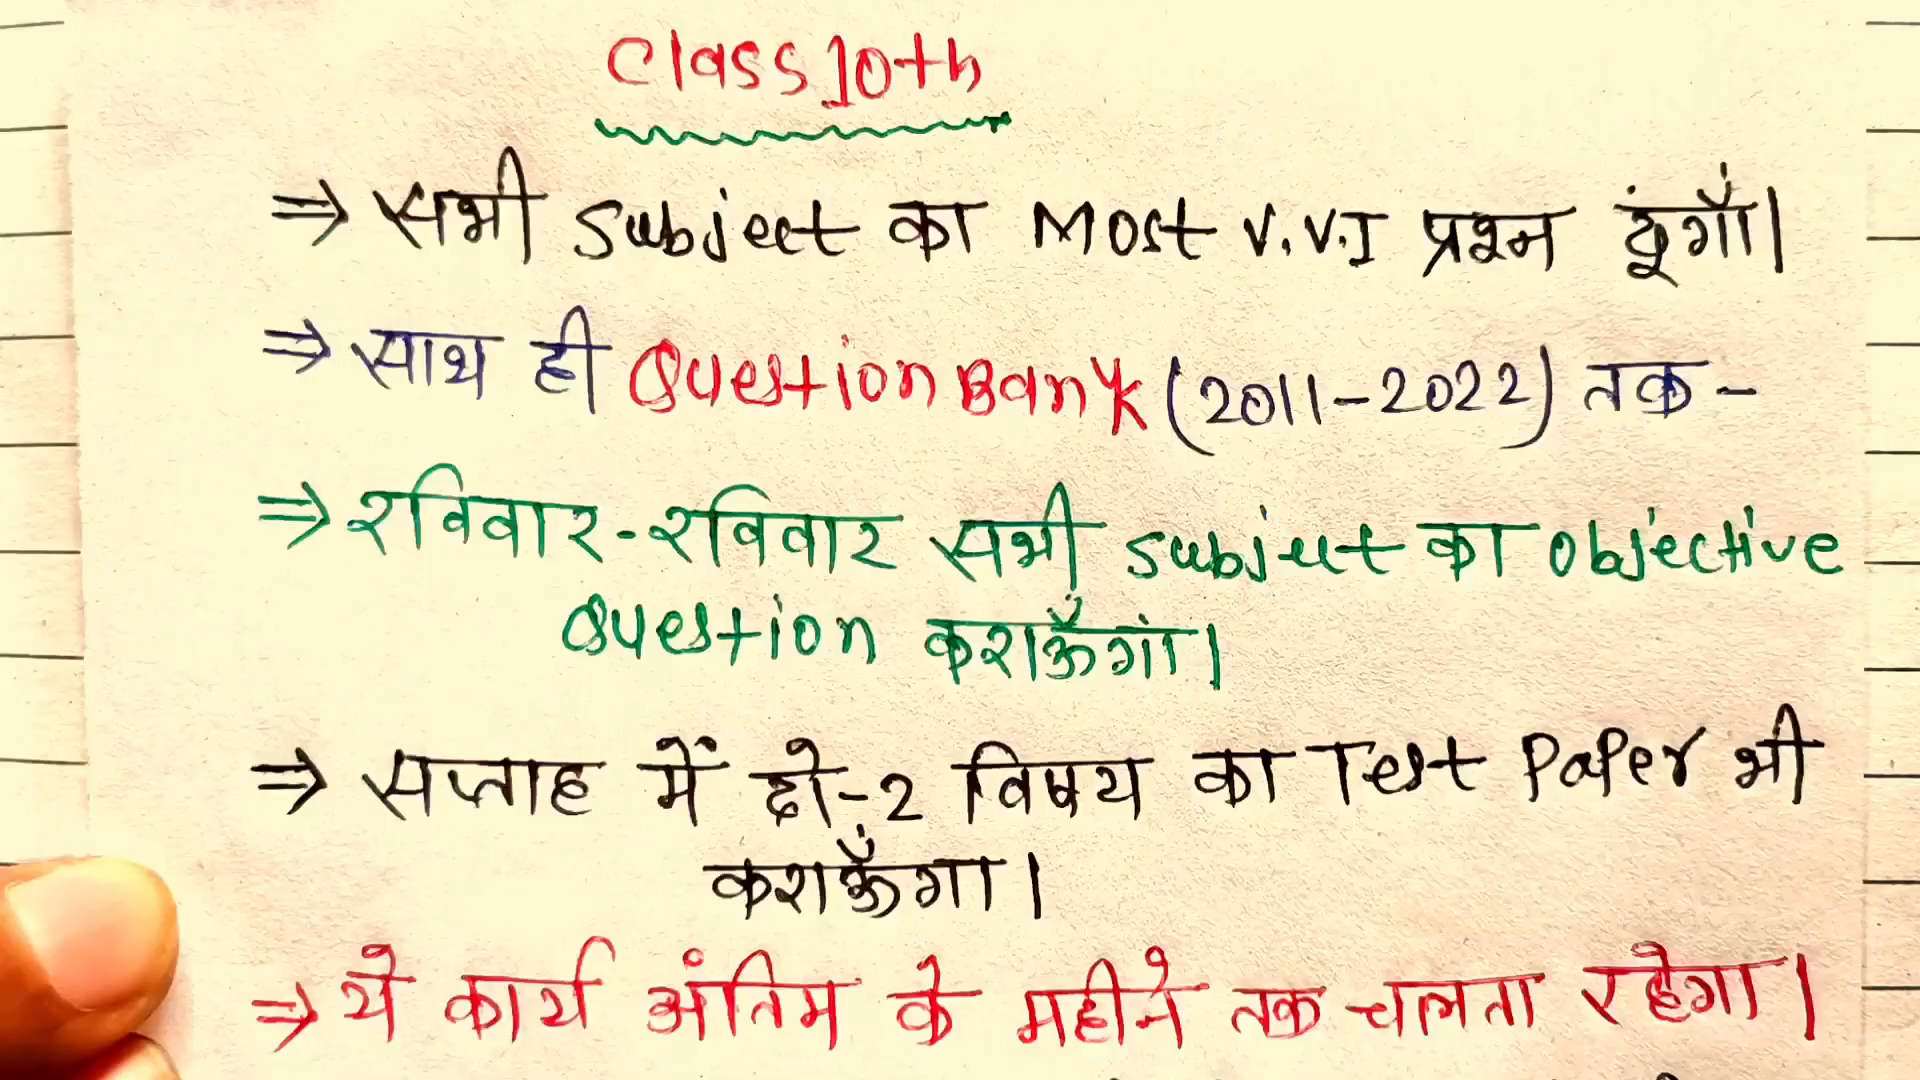 Class 10th
⇒ सभी Subject का Most V.V.I प्रश्न दूंगाँ।
⇒ साथ ही Question Bank (2011-2022) तक -
⇒ रविवार-रविवार सभी Subject का Objective
Question कराऊँगां।
⇒ सप्ताह में दो-2 विषय का Test Paper भी
कराऊँगा।
⇒ ये कार्य अंतिम के महीने तक चलता रहेगा।